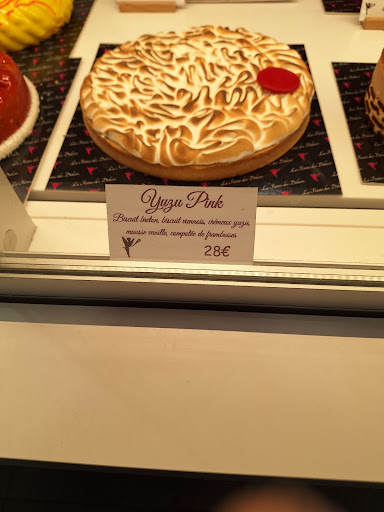 Yuzu Pink
Biscuit breton, biscuit viennois, crémeux yuzu,
mousse vanille, compotée de framboises
28€